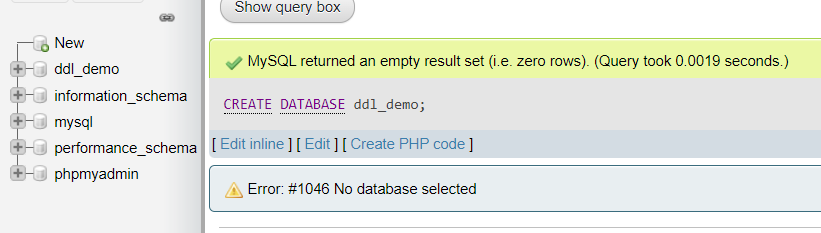 Show query box
New
ddl_demo
information_schema
mysql
performance_schema
phpmyadmin
MySQL returned an empty result set (i.e. zero rows). (Query took 0.0019 seconds.)
CREATE DATABASE ddl_demo;
[ Edit inline ] [ Edit ] [ Create PHP code ]
Error: #1046 No database selected